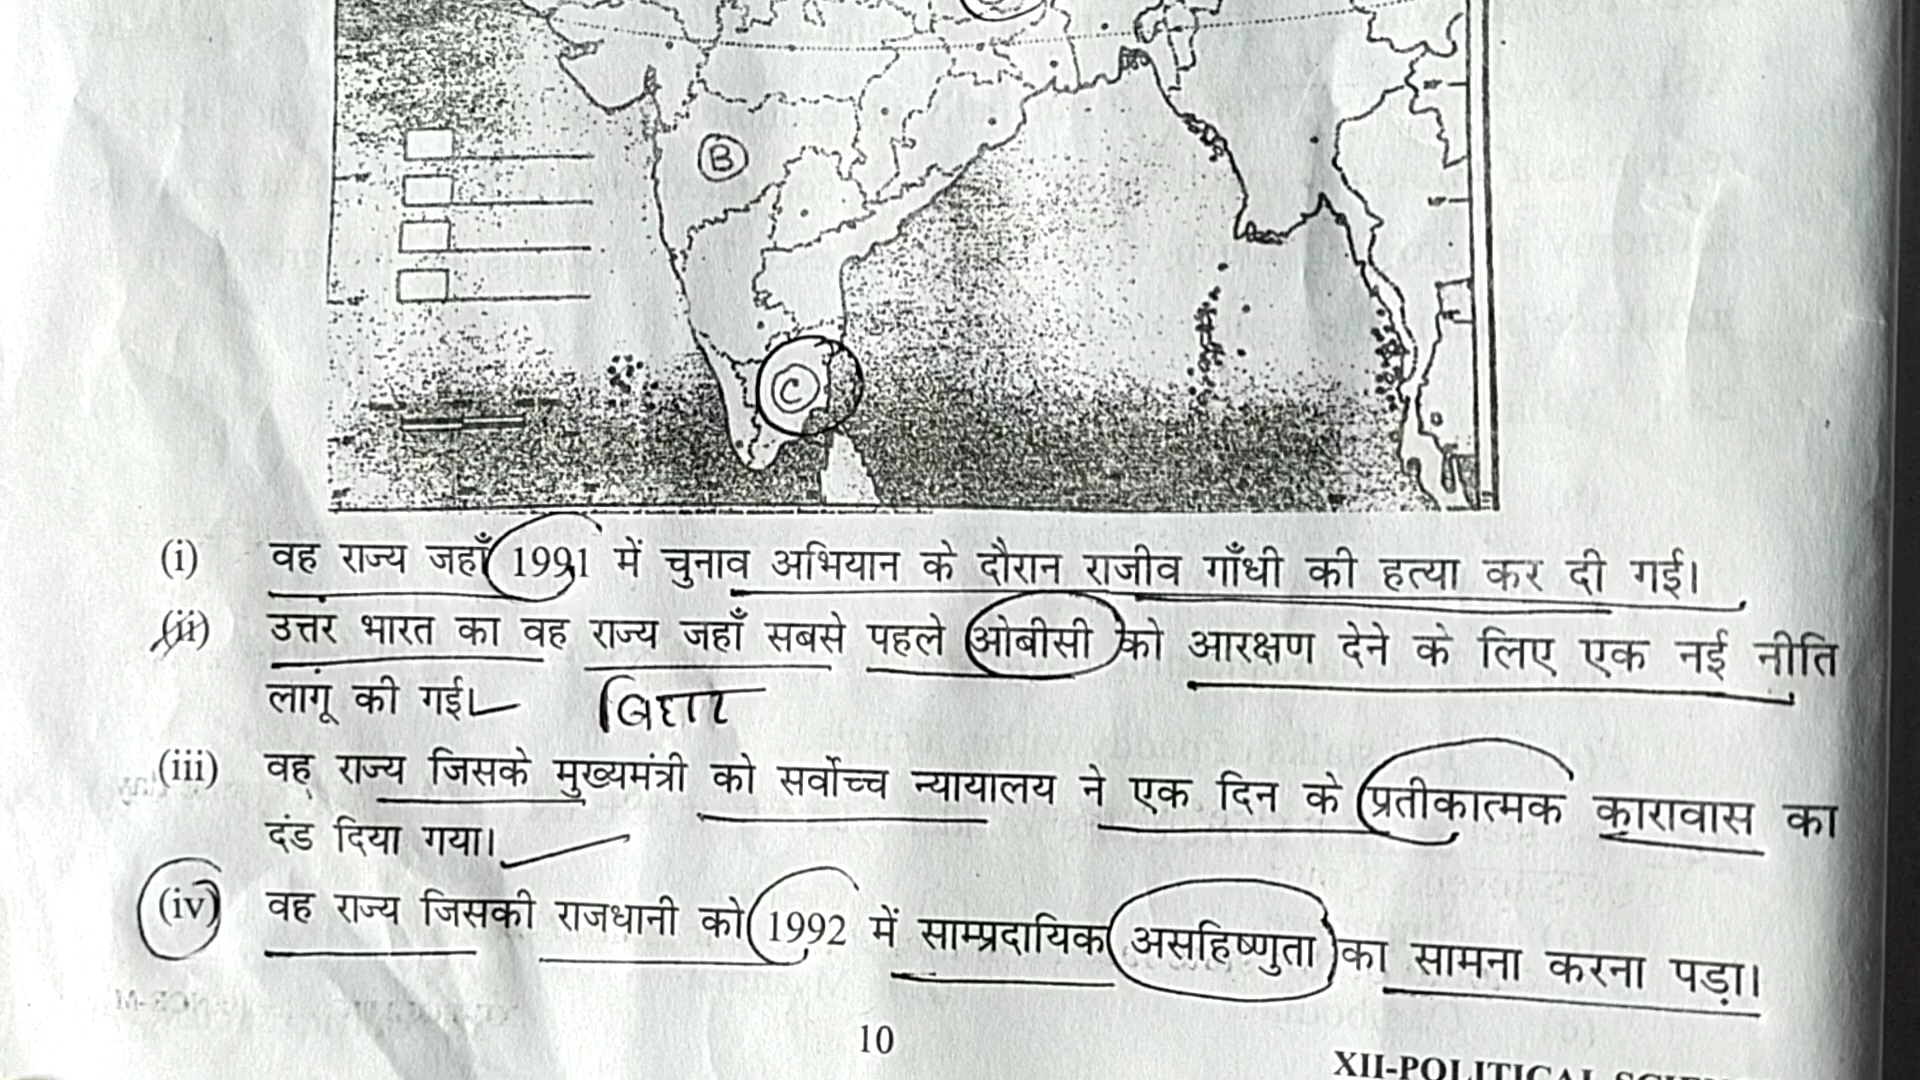 B
C
(i) वह राज्य जहाँ 1991 में चुनाव अभियान के दौरान राजीव गाँधी की हत्या कर दी गई।
(ii) उत्तर भारत का वह राज्य जहाँ सबसे पहले ओबीसी को आरक्षण देने के लिए एक नई नीति
लागू की गई। बिहार
(iii) वह राज्य जिसके मुख्यमंत्री को सर्वोच्च न्यायालय ने एक दिन के प्रतीकात्मक कारावास का
दंड दिया गया।
(iv) वह राज्य जिसकी राजधानी को 1992 में साम्प्रदायिक असहिष्णुता का सामना करना पड़ा।
10
XII-POLITICAL